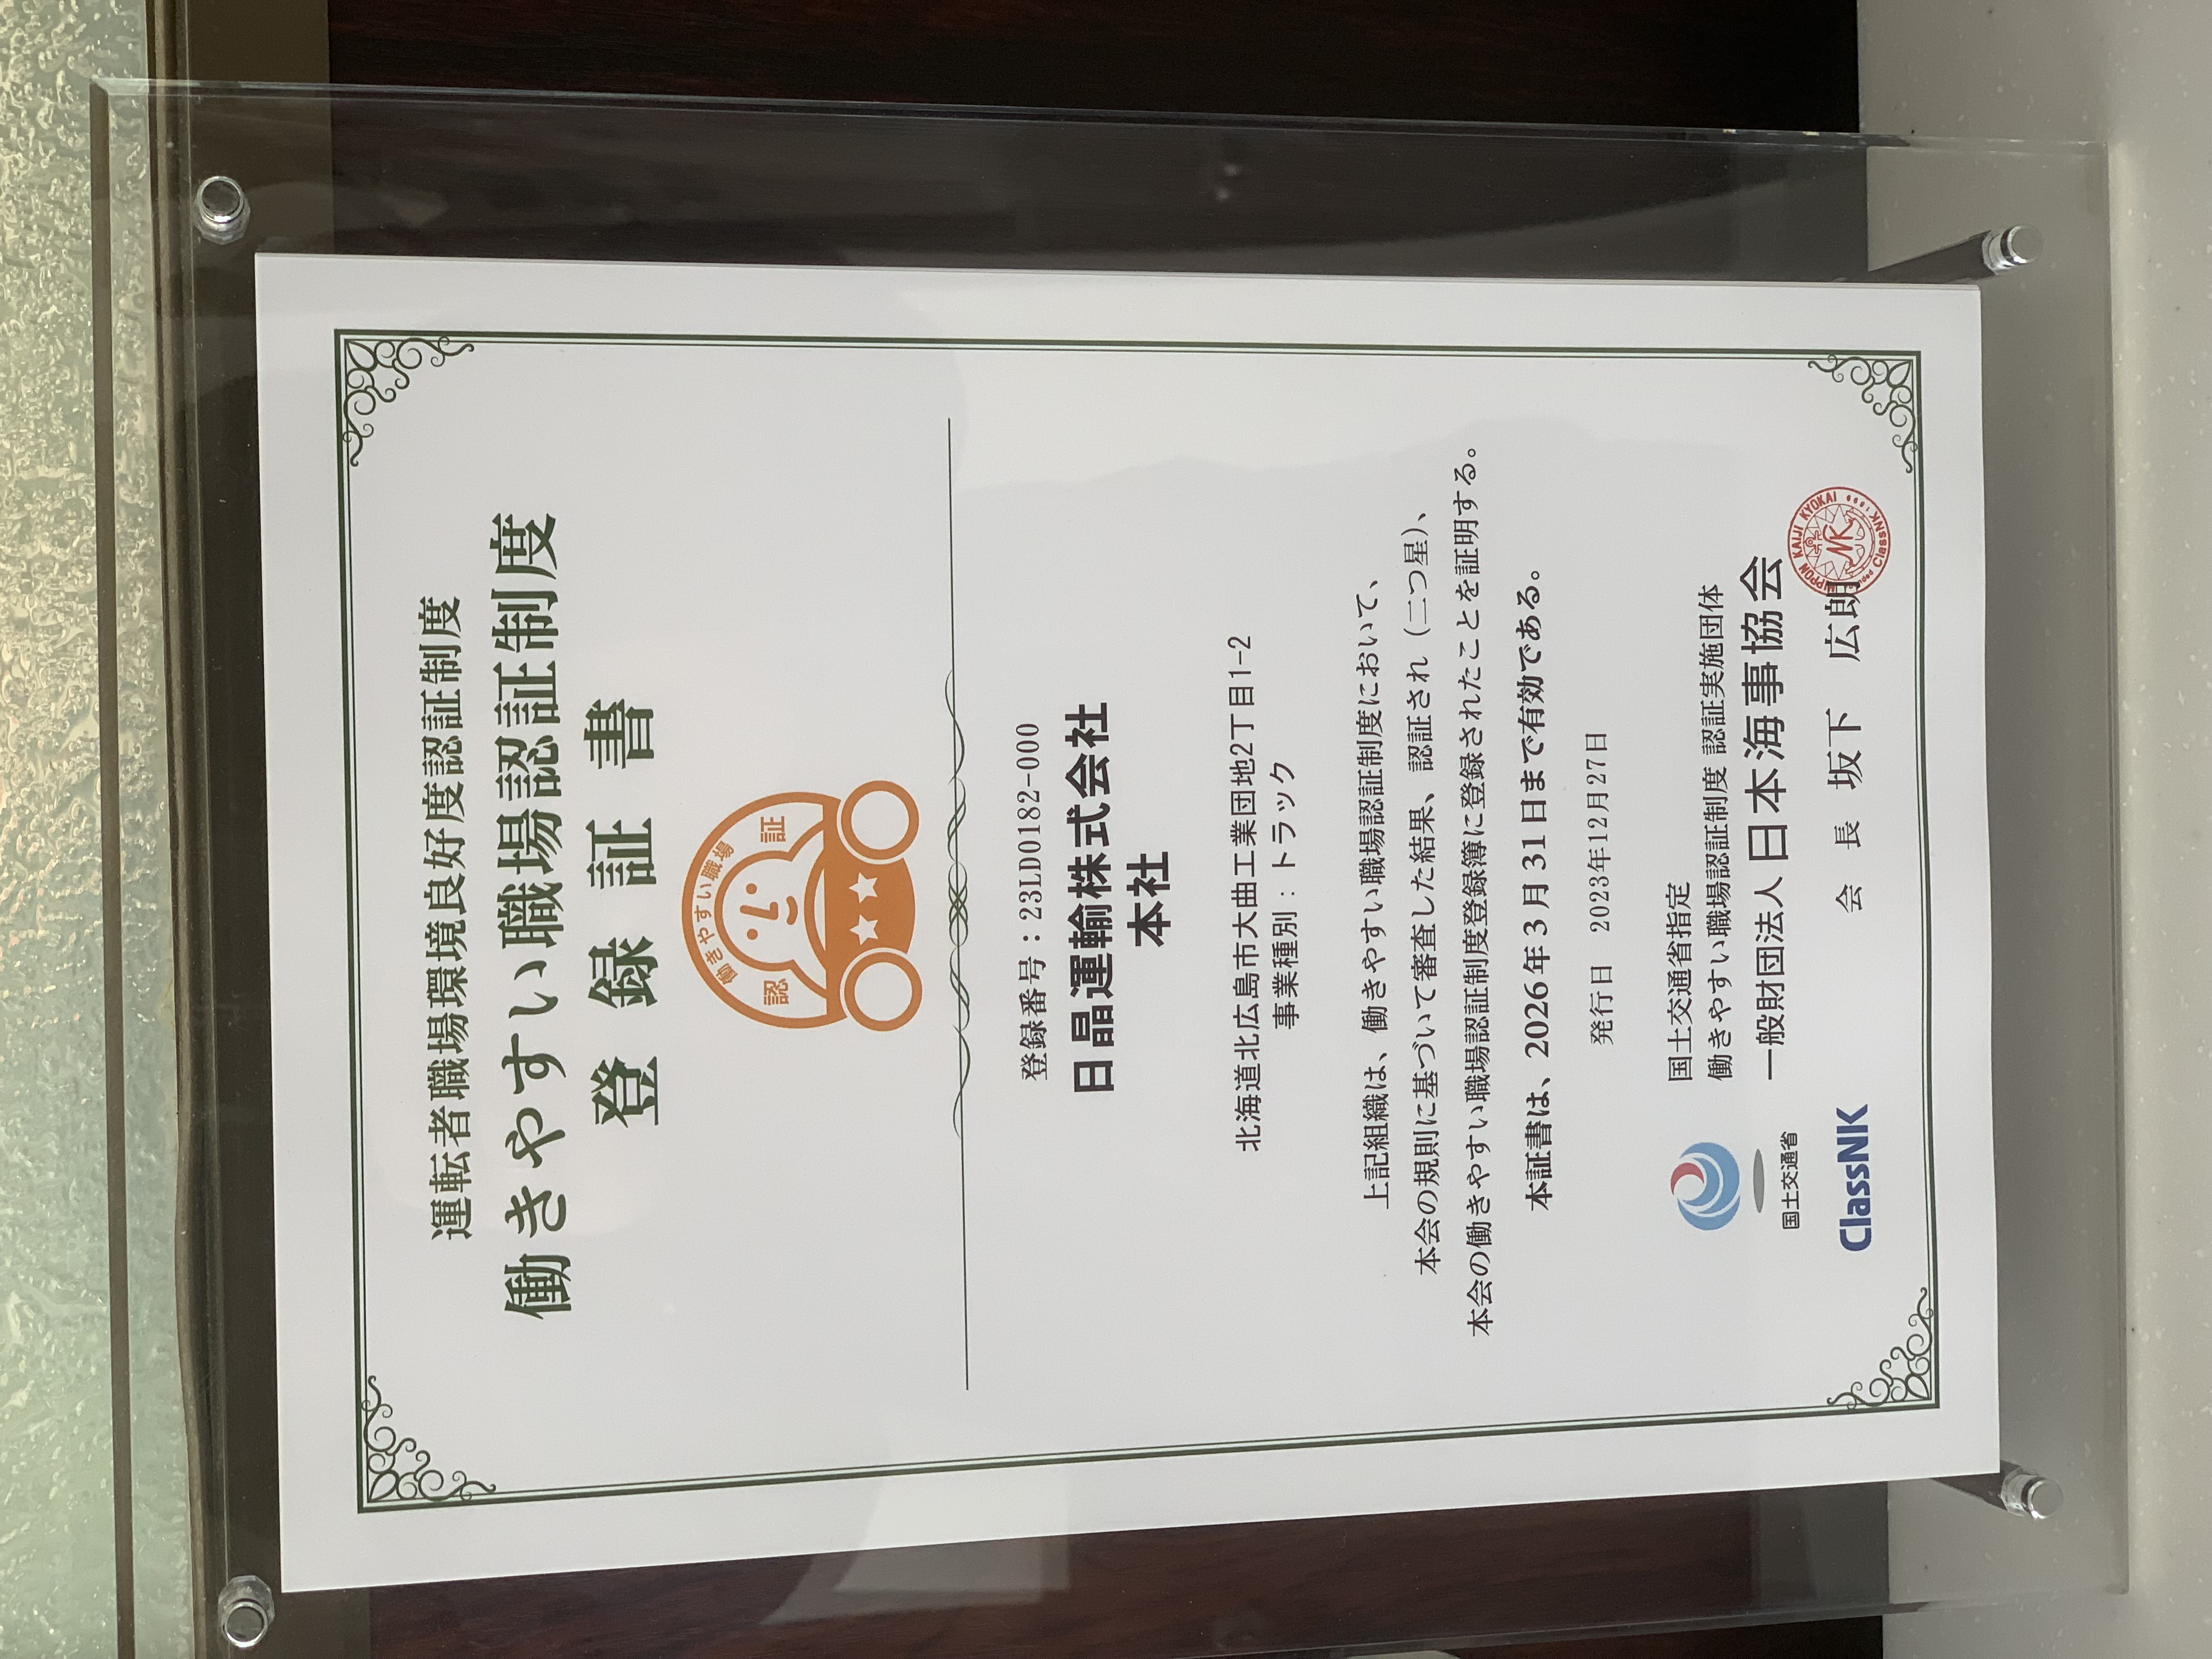 運転者職場環境良好度認証制度
働きやすい職場認証制度
登録証書
働きやすい職場
認 証
登録番号：23LD0182-000
日晶運輸株式会社
本社
北海道北広島市大曲工業団地2丁目1-2
事業種別：トラック
上記組織は、働きやすい職場認証制度において、
本会の規則に基づいて審査した結果、認証され（二つ星）、
本会の働きやすい職場認証制度登録簿に登録されたことを証明する。
本証書は、2026年3月31日まで有効である。
発行日 2023年12月27日
国土交通省指定
働きやすい職場認証制度 認証実施団体
一般財団法人 日本海事協会
会 長 坂下 広朗
国土交通省
ClassNK
NIPPON KAIJI KYOKAI
ClassNK 1899